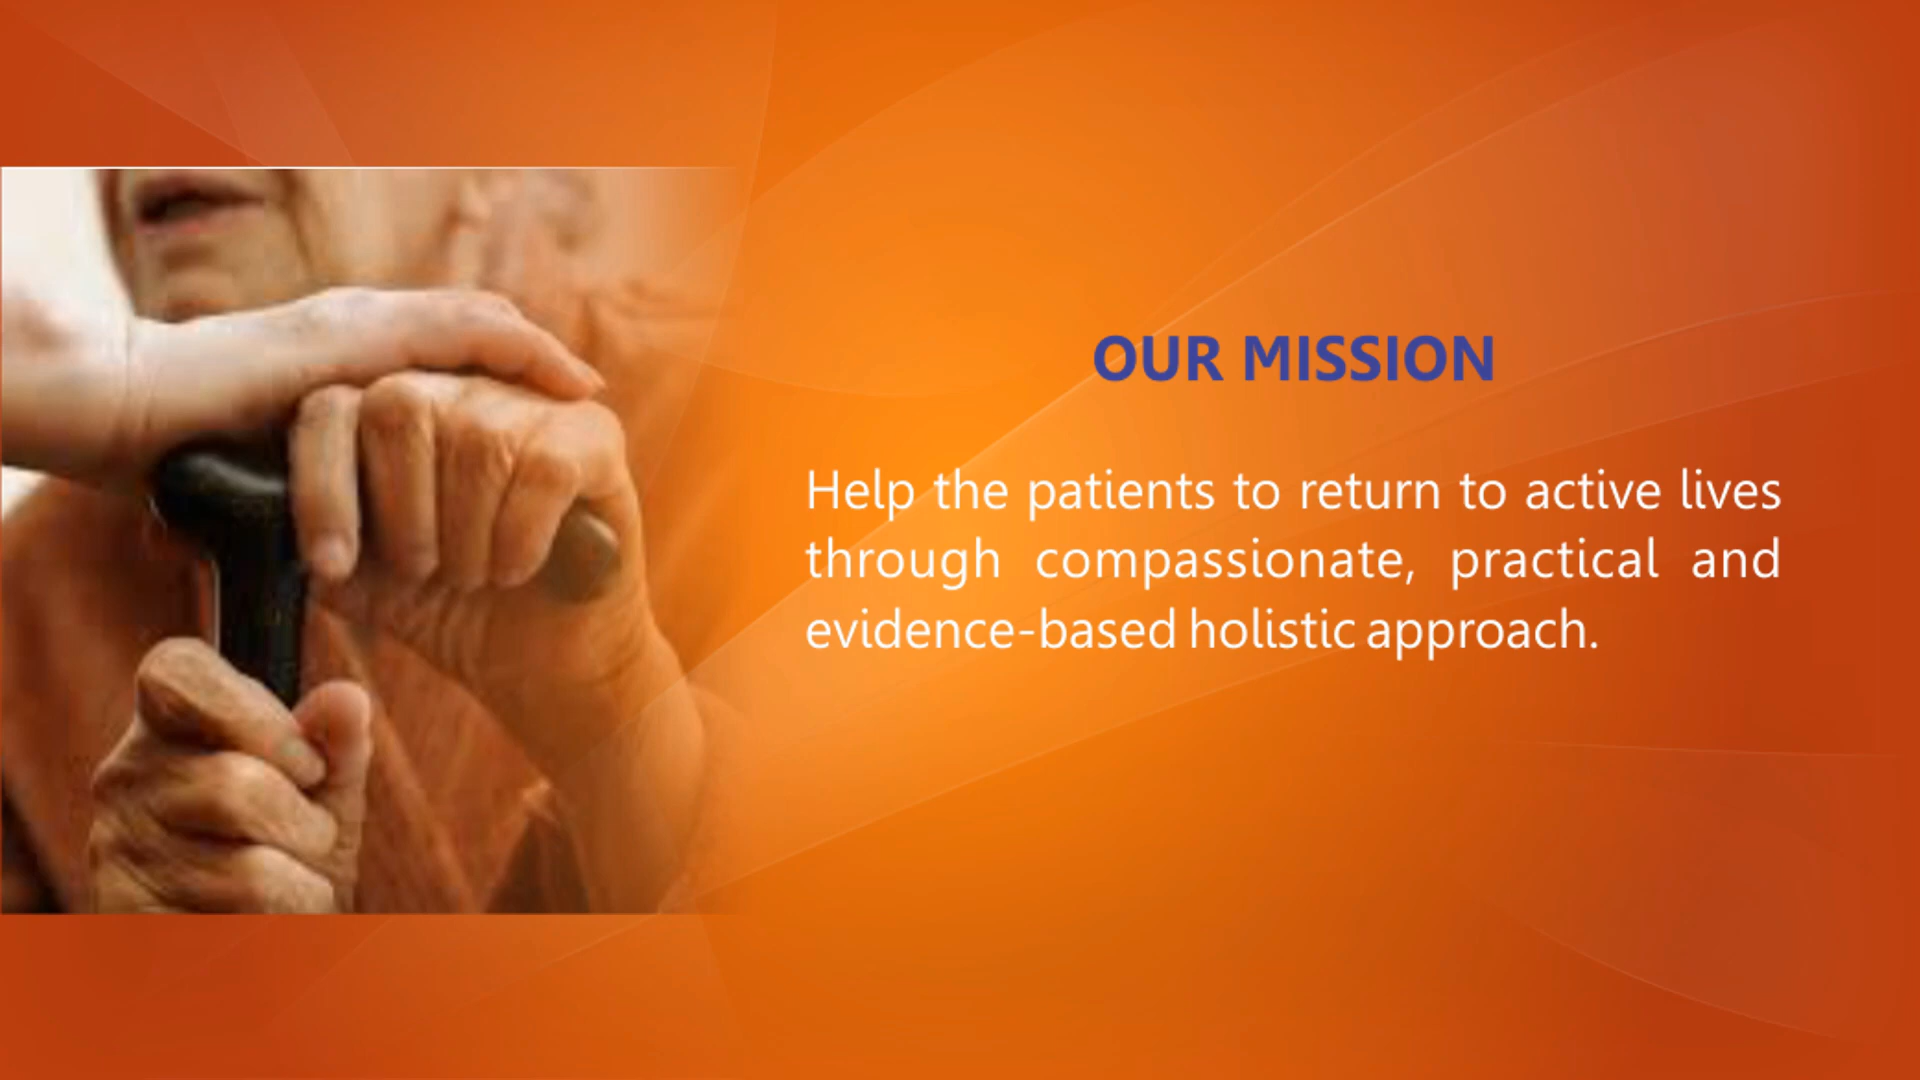 OUR MISSION
Help the patients to return to active lives
through compassionate, practical and
evidence-based holistic approach.